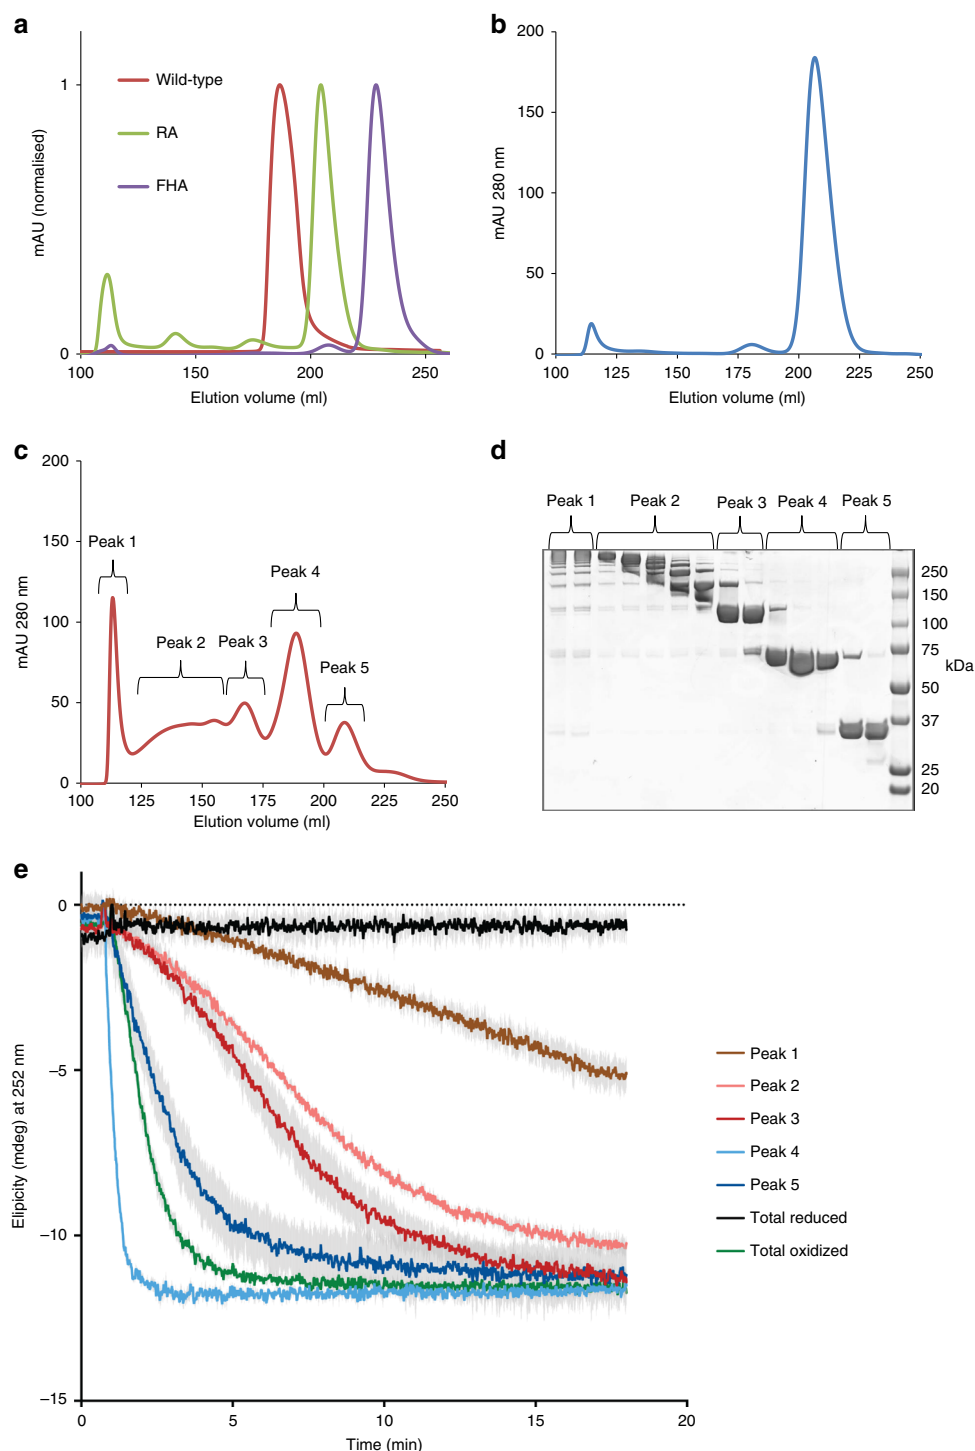 a
1
0
mAU (normalised)
Wild-type
RA
FHA
100
150
200
250
Elution volume (ml)
b
200
150
100
50
0
mAU 280 nm
100
125
150
175
200
225
250
Elution volume (ml)
c
200
150
100
50
0
mAU 280 nm
Peak 1
Peak 2
Peak 3
Peak 4
Peak 5
100
125
150
175
200
225
250
Elution volume (ml)
d
Peak 1
Peak 2
Peak 3
Peak 4
Peak 5
250
150
100
75
kDa
50
37
25
20
e
0
–5
–10
–15
Elipicity (mdeg) at 252 nm
0
5
10
15
20
Time (min)
Peak 1
Peak 2
Peak 3
Peak 4
Peak 5
Total reduced
Total oxidized